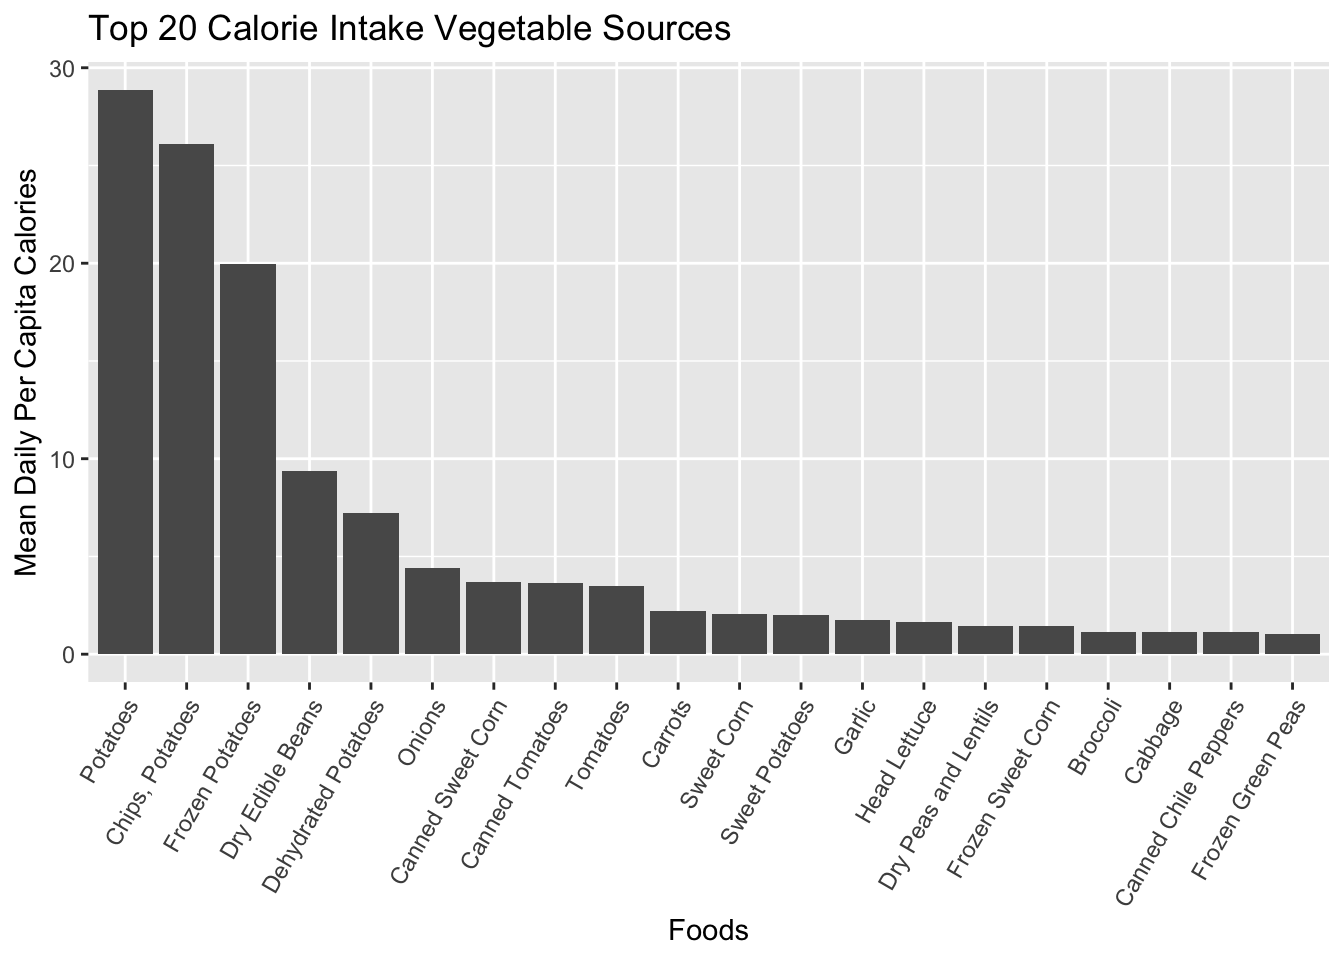 Top 20 Calorie Intake Vegetable Sources
Mean Daily Per Capita Calories
30
20
10
0
Potatoes
Chips, Potatoes
Frozen Potatoes
Dry Edible Beans
Dehydrated Potatoes
Onions
Canned Sweet Corn
Canned Tomatoes
Tomatoes
Carrots
Sweet Corn
Sweet Potatoes
Garlic
Head Lettuce
Dry Peas and Lentils
Frozen Sweet Corn
Broccoli
Cabbage
Canned Chile Peppers
Frozen Green Peas
Foods